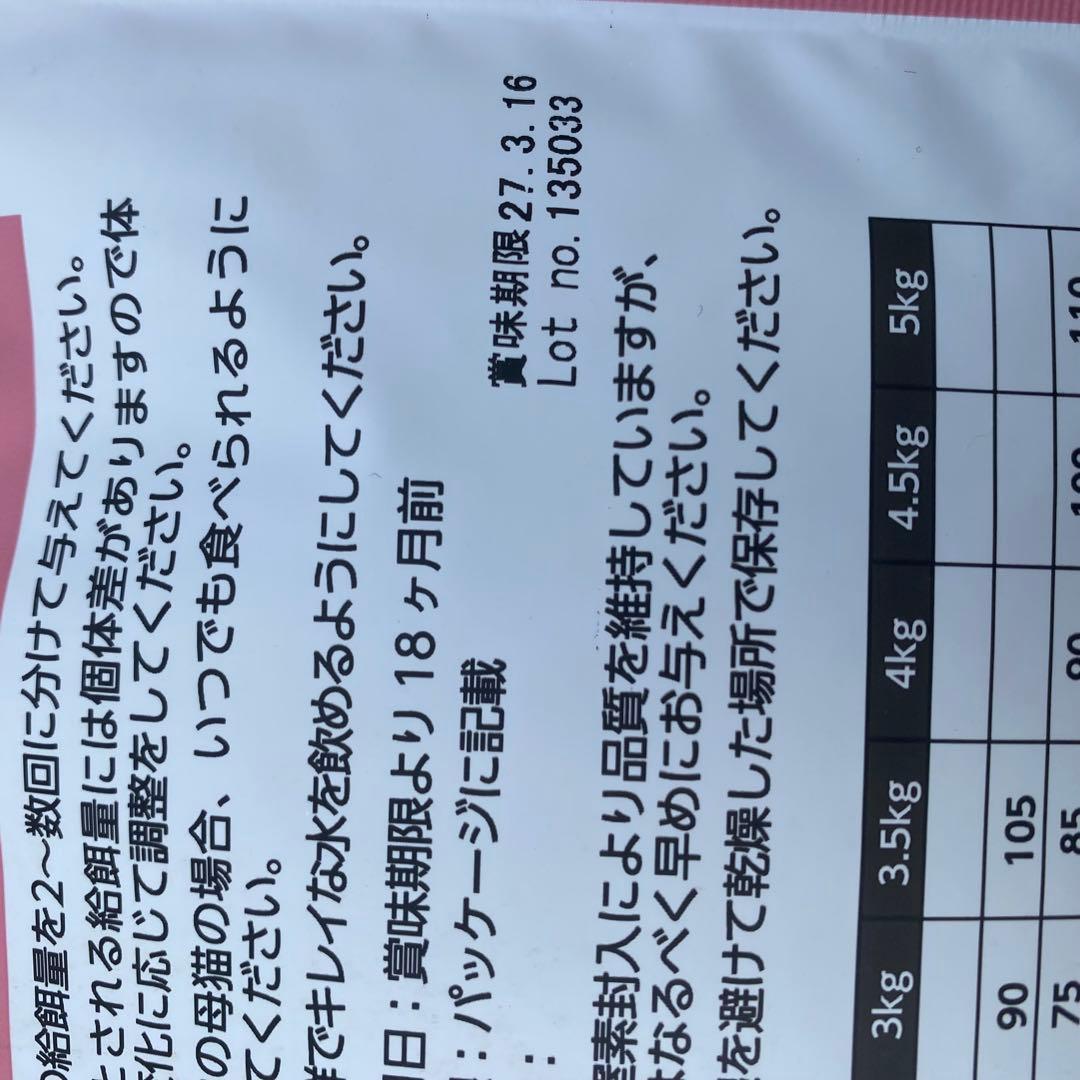 の給餌量を2〜数回に分けて与えてください。
とされる給餌量には個体差がありますので体
変化に応じて調整をしてください。
の母猫の場合、いつでも食べられるように
てください。
でキレイな水を飲めるようにしてください。
日：賞味期限より18ヶ月前
：パッケージに記載
：
賞味期限27.3.16
Lot no.135033
素封入により品質を維持していますが、
なるべく早めにお与えください。
を避けて乾燥した場所で保存してください。
3kg 3.5kg 4kg 4.5kg 5kg
90 105
75 85 90 100 110